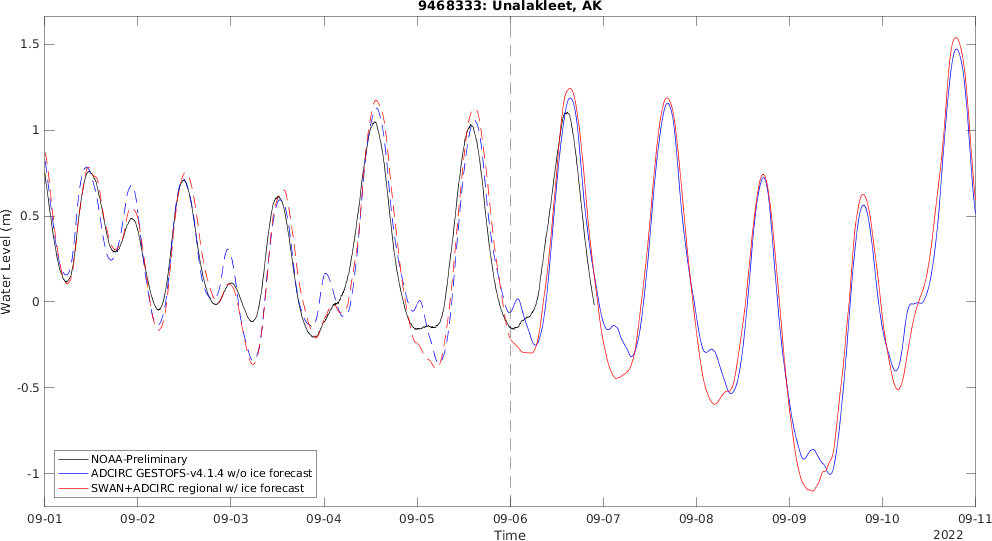 9468333: Unalakleet, AK
Water Level (m)
1.5
1
0.5
0
-0.5
-1
NOAA-Preliminary
ADCIRC GESTOFS-v4.1.4 w/o ice forecast
SWAN+ADCIRC regional w/ ice forecast
09-01 09-02 09-03 09-04 09-05 09-06 09-07 09-08 09-09 09-10 09-11
Time
2022